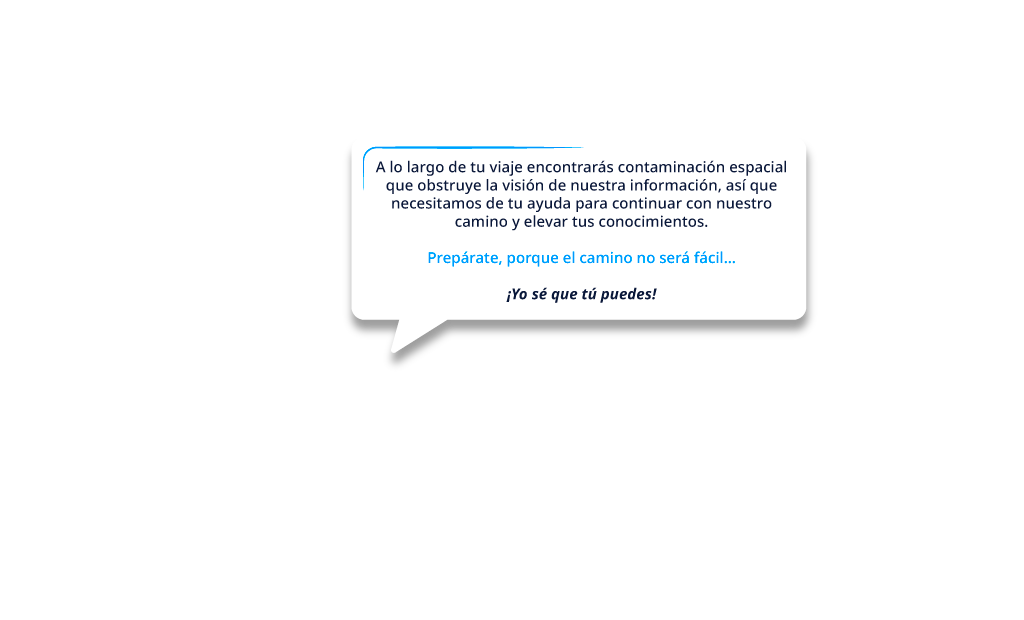 A lo largo de tu viaje encontrarás contaminación espacial
que obstruye la visión de nuestra información, así que
necesitamos de tu ayuda para continuar con nuestro
camino y elevar tus conocimientos.
Prepárate, porque el camino no será fácil...
¡Yo sé que tú puedes!